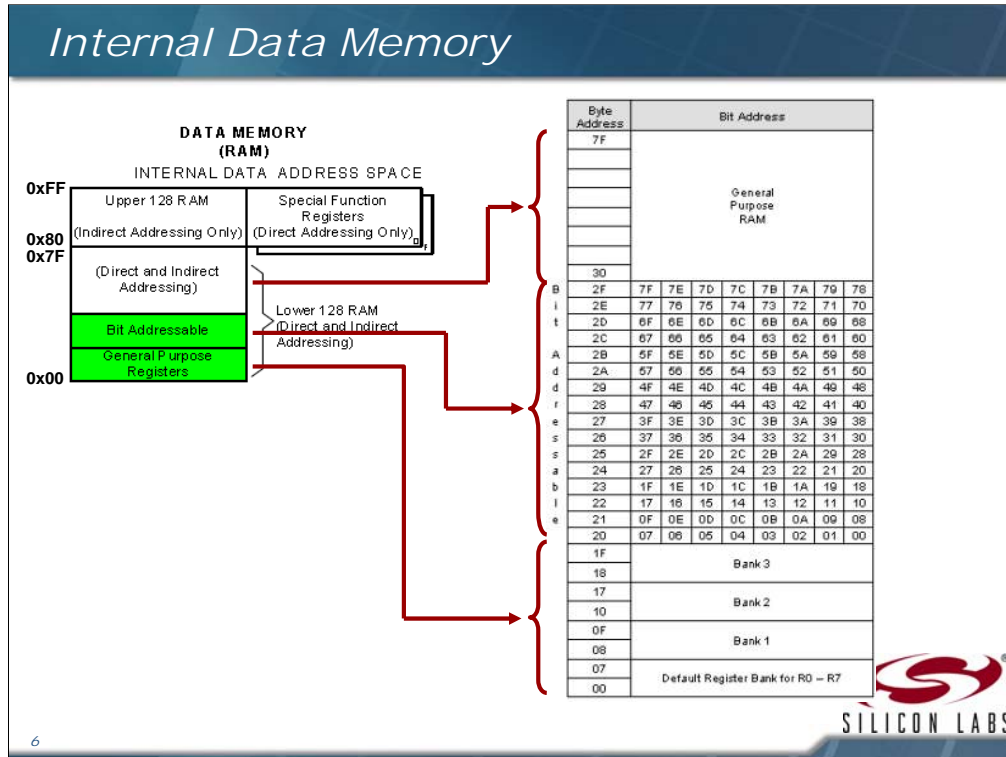 Internal Data Memory
DATA MEMORY
(RAM)
INTERNAL DATA ADDRESS SPACE
0xFF
Upper 128 RAM
(Indirect Addressing Only)
Special Function
Registers
(Direct Addressing Only)
0
F
0x80
0x7F
(Direct and Indirect
Addressing)
Bit Addressable
General Purpose
Registers
0x00
Lower 128 RAM
(Direct and Indirect
Addressing)
Byte
Address
Bit Address
7F
General
Purpose
RAM
30
Bit Addressable
2F 7F 7E 7D 7C 7B 7A 79 78
2E 77 76 75 74 73 72 71 70
2D 6F 6E 6D 6C 6B 6A 69 68
2C 67 66 65 64 63 62 61 60
2B 5F 5E 5D 5C 5B 5A 59 58
2A 57 56 55 54 53 52 51 50
29 4F 4E 4D 4C 4B 4A 49 48
28 47 46 45 44 43 42 41 40
27 3F 3E 3D 3C 3B 3A 39 38
26 37 36 35 34 33 32 31 30
25 2F 2E 2D 2C 2B 2A 29 28
24 27 26 25 24 23 22 21 20
23 1F 1E 1D 1C 1B 1A 19 18
22 17 16 15 14 13 12 11 10
21 0F 0E 0D 0C 0B 0A 09 08
20 07 06 05 04 03 02 01 00
1F
Bank 3
18
17
Bank 2
10
0F
Bank 1
08
07
Default Register Bank for R0 – R7
00
®
SILICON LABS
6